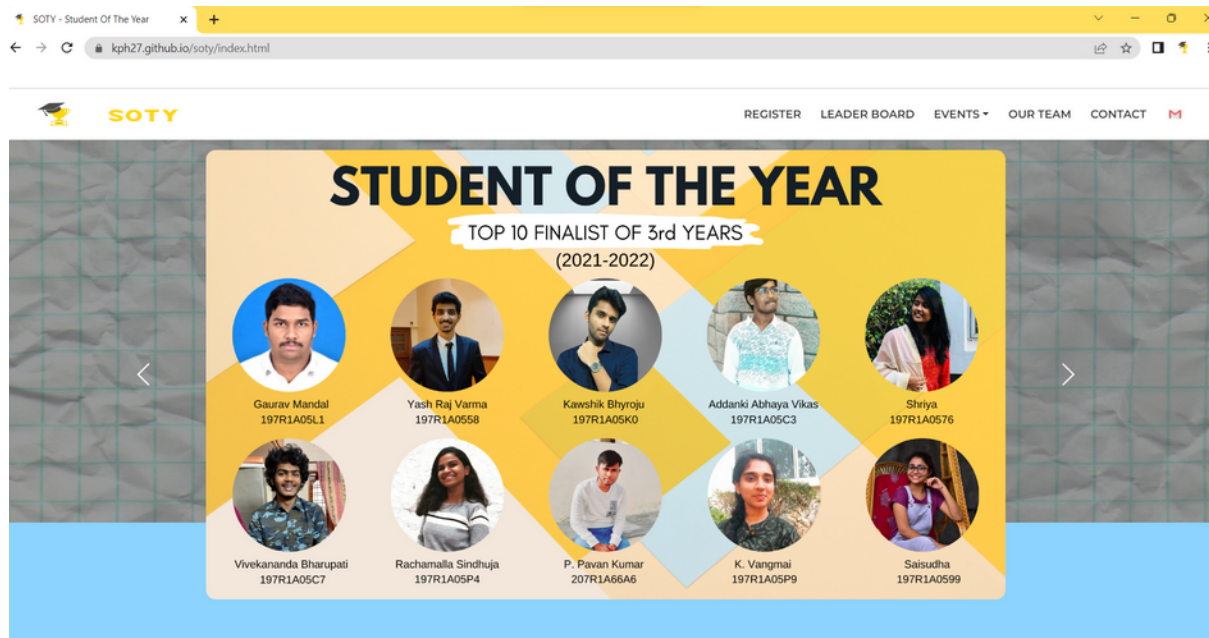 SOTY - Student Of The Year
kph27.github.io/soty/index.html
SOTY
REGISTER LEADER BOARD EVENTS OUR TEAM CONTACT
STUDENT OF THE YEAR
TOP 10 FINALIST OF 3rd YEARS
(2021-2022)
Gaurav Mandal Yash Raj Varma Kawshik Bhyroju Addanki Abhaya Vikas Shriya
197R1A05L1 197R1A0558 197R1A05K0 197R1A05C3 197R1A0576
Vivekananda Bharupati Rachamalla Sindhuja P. Pavan Kumar K. Vangmai Saisudha
197R1A05C7 197R1A05P4 207R1A66A6 197R1A05P9 197R1A0599